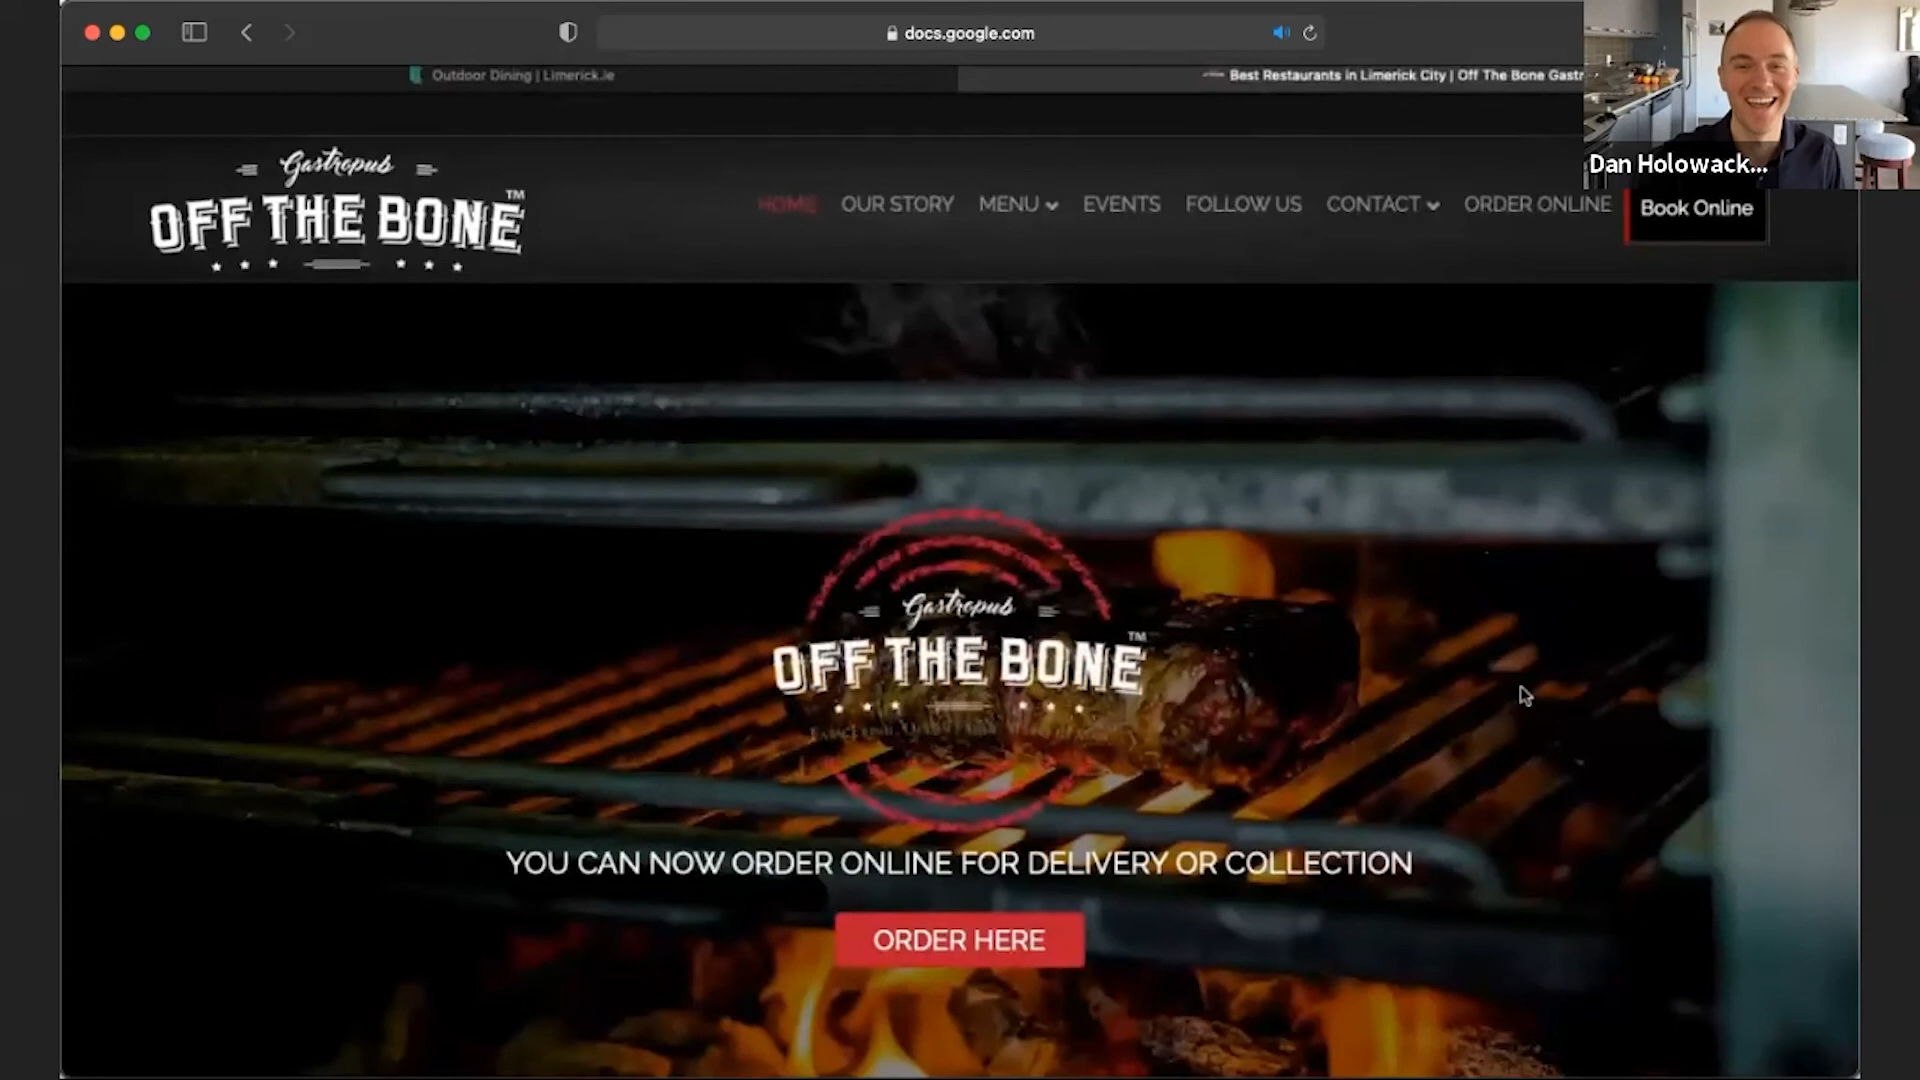 docs.google.com
Outdoor Dining | Limerick.ie
Best Restaurants in Limerick City | Off The Bone Gastr
Dan Holowack...
Gastropub
OFF THE BONE™
HOME OUR STORY MENU EVENTS FOLLOW US CONTACT ORDER ONLINE Book Online
Gastropub
OFF THE BONE™
YOU CAN NOW ORDER ONLINE FOR DELIVERY OR COLLECTION
ORDER HERE